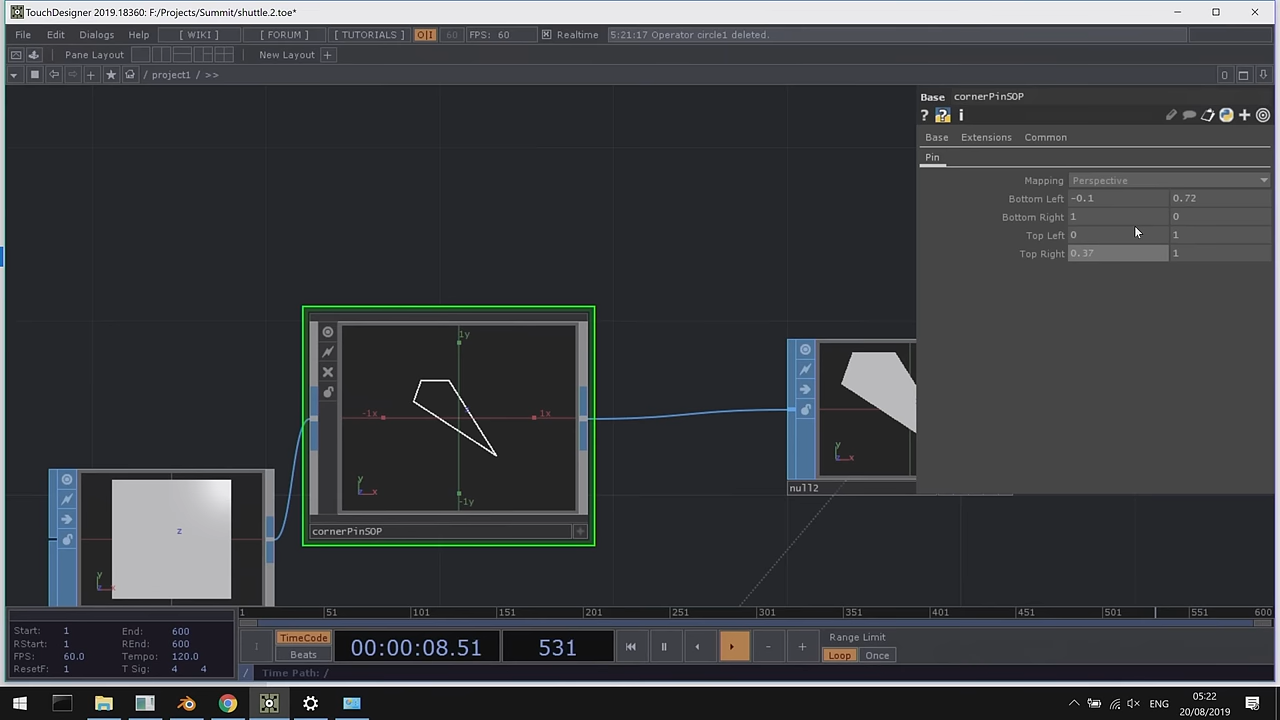 TouchDesigner 2019.18360: F:/Projects/Summit/shuttle.2.toe*
File Edit Dialogs Help [ WIKI ] [ FORUM ] [ TUTORIALS ] O|I 60 FPS: 60 Realtime 5:21:17 Operator circle1 deleted.
Pane Layout New Layout +
/ project1 / >> 0
Base cornerPinSOP
? ? i
Base Extensions Common
Pin
Mapping Perspective
Bottom Left -0.1 0.72
Bottom Right 1 0
Top Left 0 1
Top Right 0.37 1
1y
-1x 1x
y
x
-1y
cornerPinSOP
y
x
null2
z
y
x
1 51 101 151 201 251 301 351 401 451 501 551 600
Start: 1 End: 600
RStart: 1 REnd: 600
FPS: 60.0 Tempo: 120.0
ResetF: 1 T Sig: 4 4
TimeCode
Beats
00:00:08.51
531
Range Limit
Loop Once
/ Time Path: /
ENG
05:22
20/08/2019